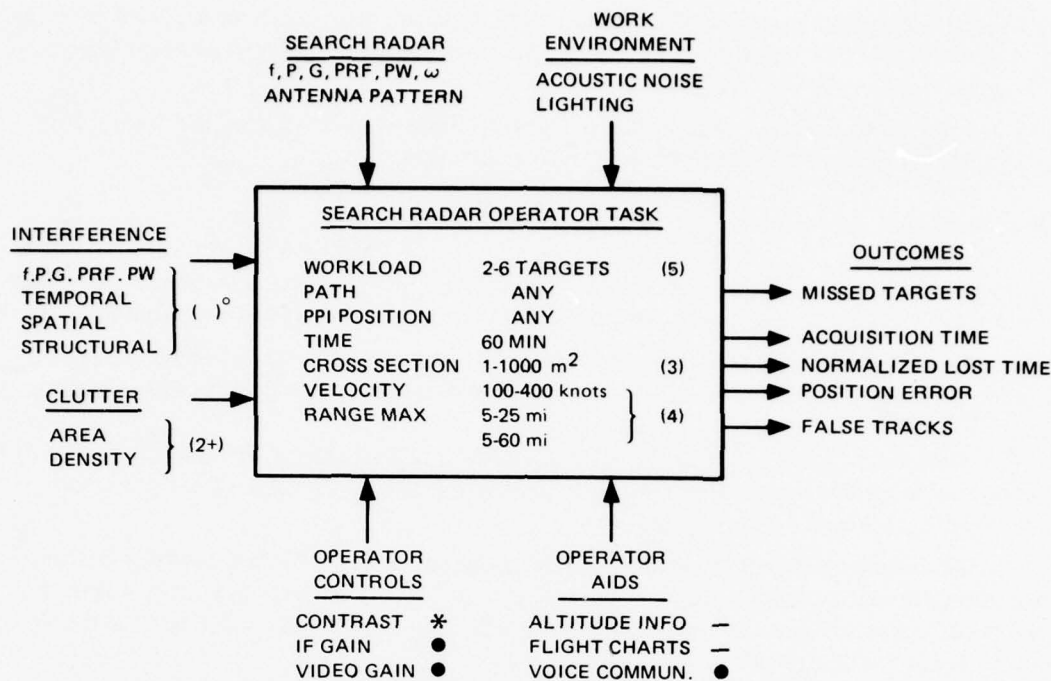 SEARCH RADAR
f, P, G, PRF, PW, ω
ANTENNA PATTERN
WORK
ENVIRONMENT
ACOUSTIC NOISE
LIGHTING
INTERFERENCE
f.P.G. PRF. PW
TEMPORAL
SPATIAL
STRUCTURAL
( )°
CLUTTER
AREA
DENSITY
(2+)
SEARCH RADAR OPERATOR TASK
WORKLOAD 2-6 TARGETS (5)
PATH ANY
PPI POSITION ANY
TIME 60 MIN
CROSS SECTION 1-1000 m² (3)
VELOCITY 100-400 knots
RANGE MAX 5-25 mi (4)
5-60 mi
OUTCOMES
MISSED TARGETS
ACQUISITION TIME
NORMALIZED LOST TIME
POSITION ERROR
FALSE TRACKS
OPERATOR
CONTROLS
CONTRAST *
IF GAIN ●
VIDEO GAIN ●
OPERATOR
AIDS
ALTITUDE INFO –
FLIGHT CHARTS –
VOICE COMMUN. ●